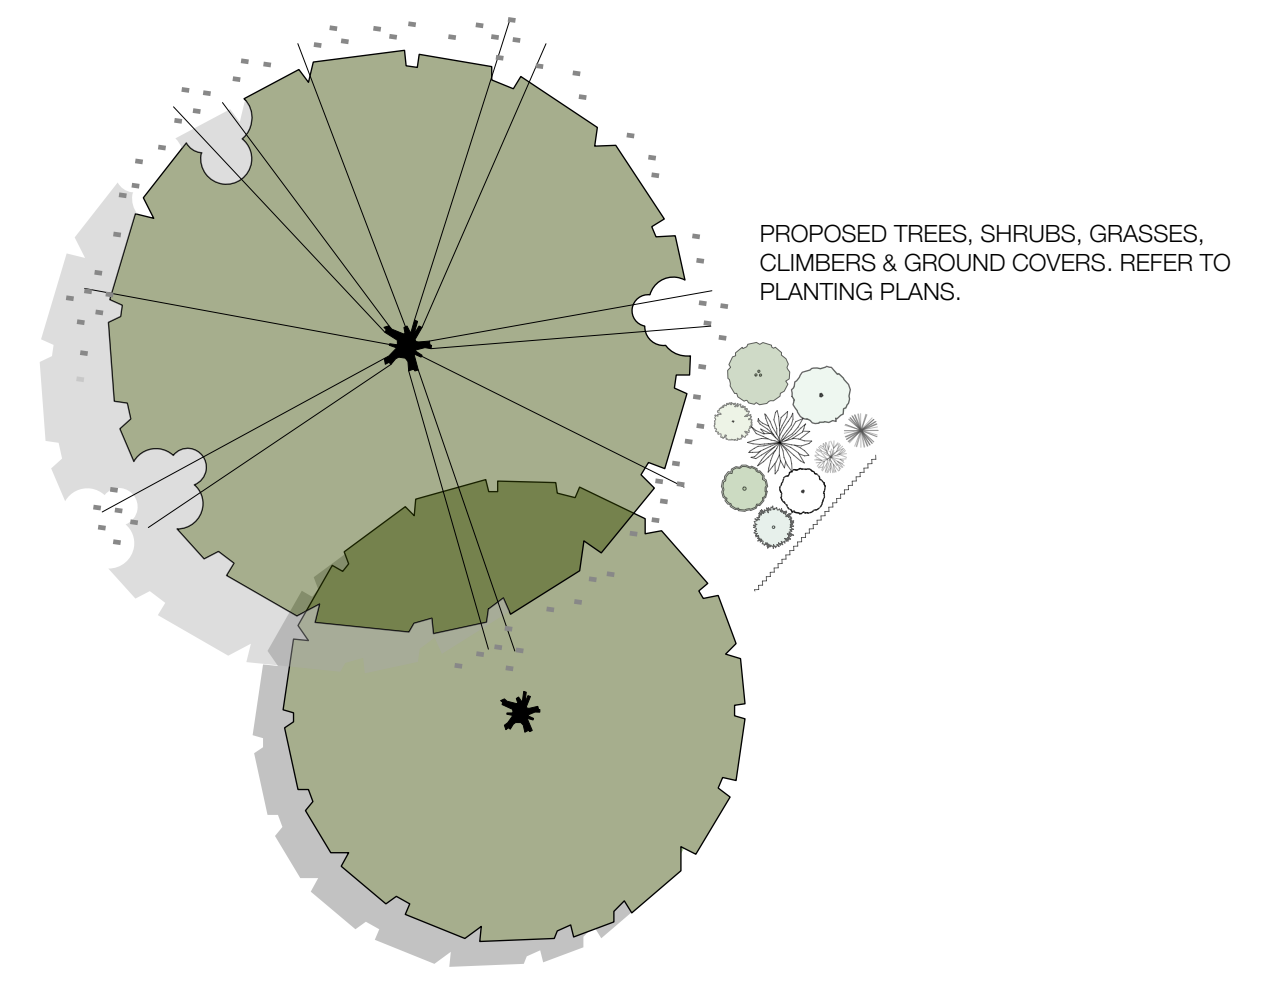 PROPOSED TREES, SHRUBS, GRASSES,
CLIMBERS & GROUND COVERS. REFER TO
PLANTING PLANS.